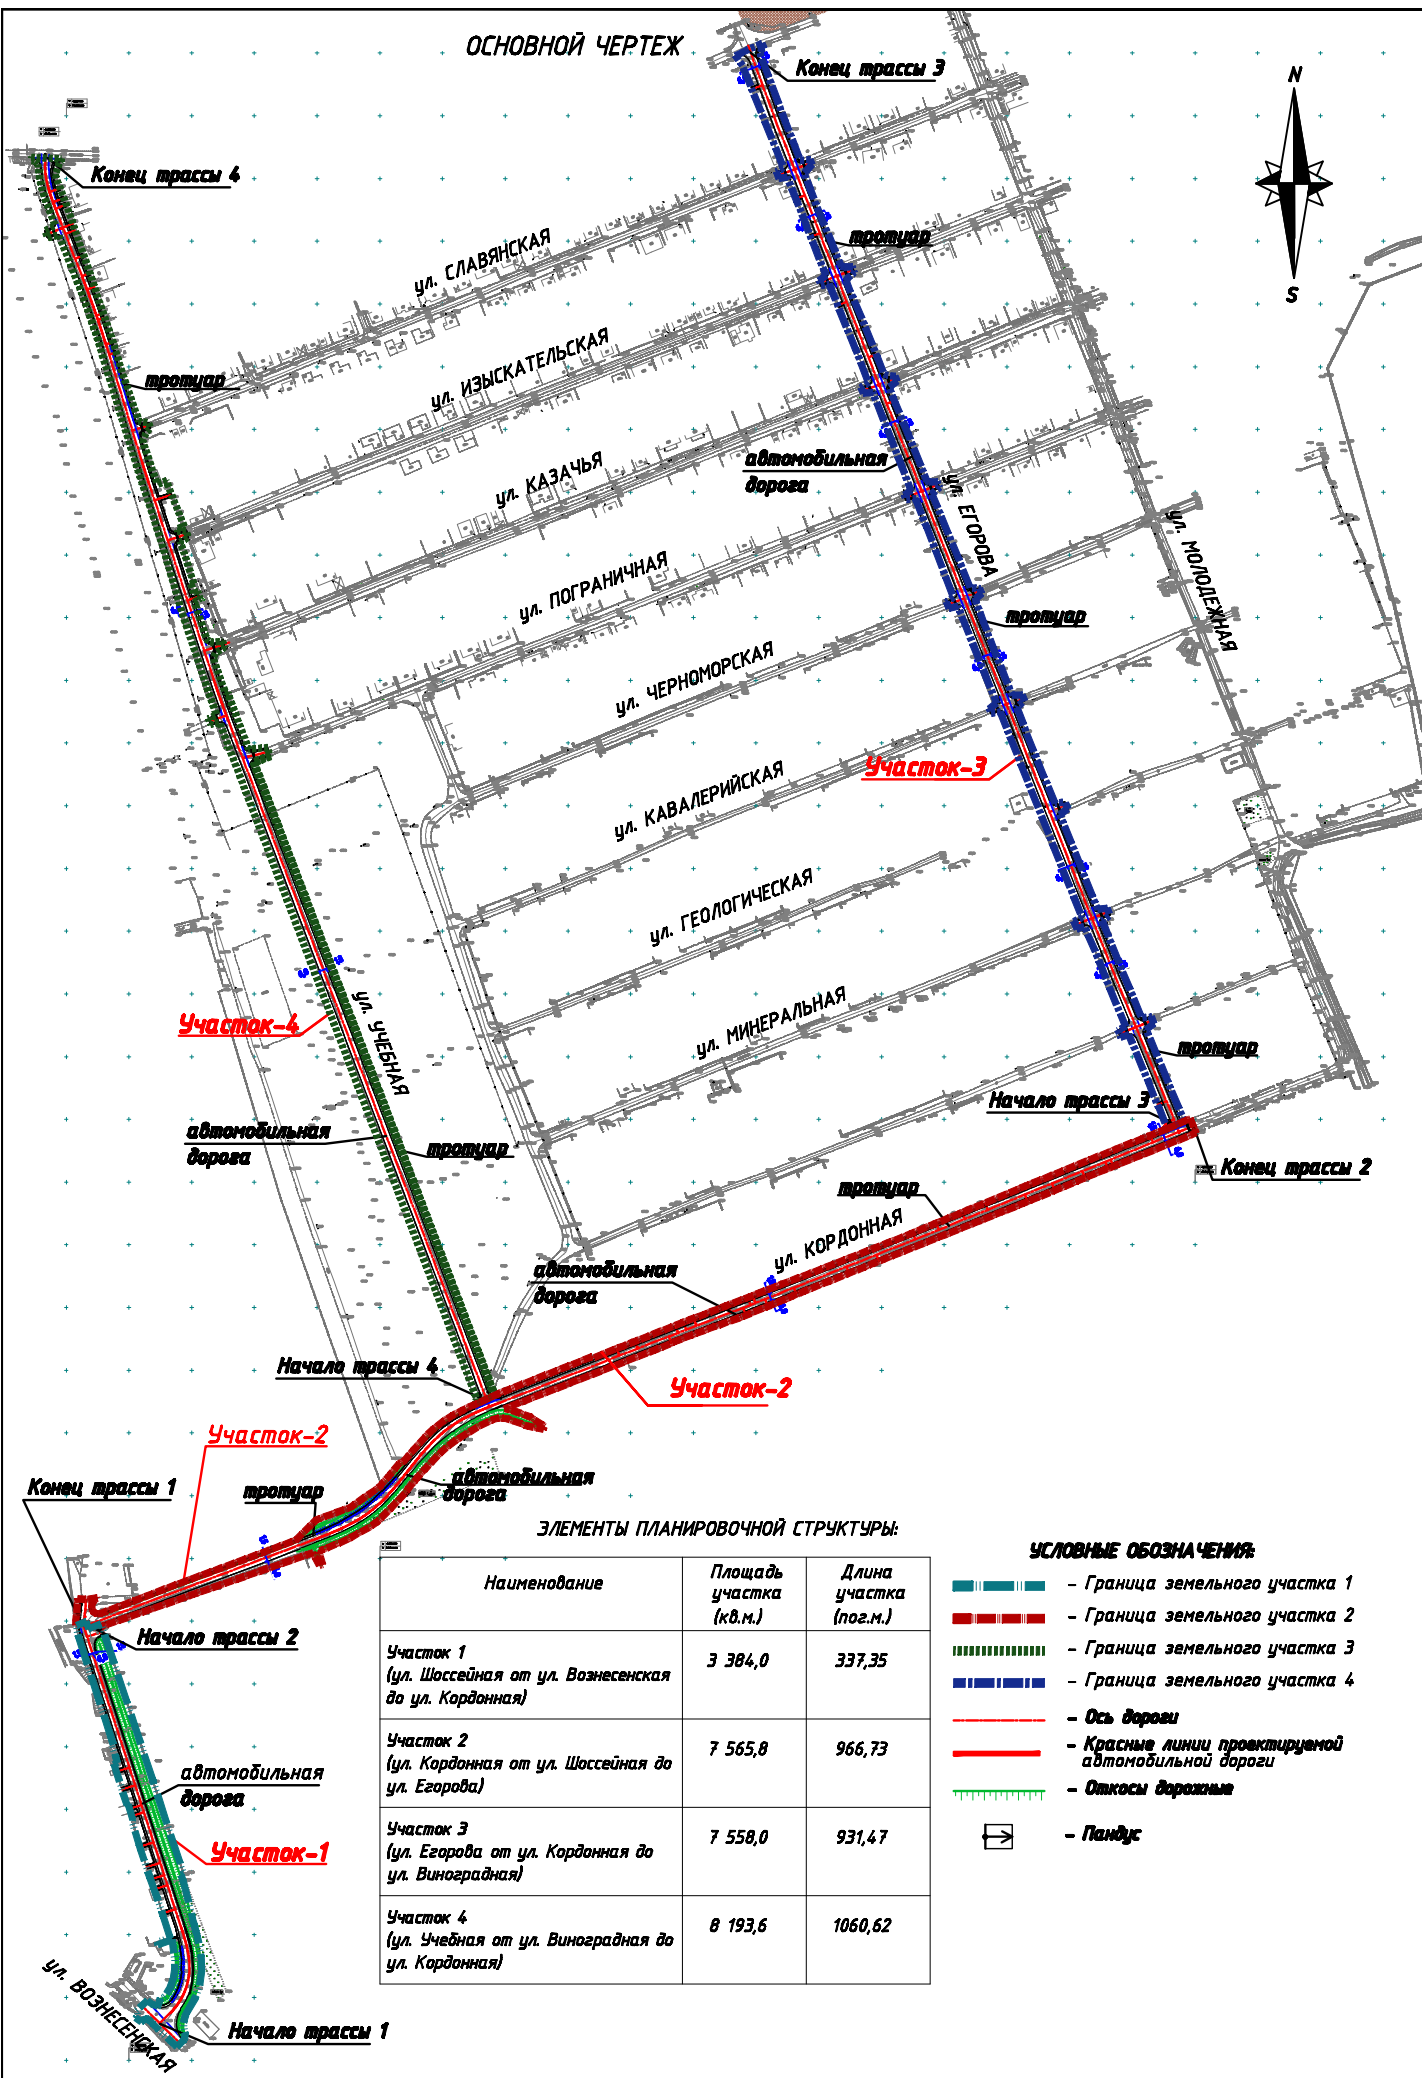 ОСНОВНОЙ ЧЕРТЕЖ
Конец трассы 3
N
S
Конец трассы 4
тротуар
ул. СЛАВЯНСКАЯ
ул. ИЗЫСКАТЕЛЬСКАЯ
тротуар
ул. КАЗАЧЬЯ
автомобильная
дорога
ул. ЕГОРОВА
ул. МОЛОДЕЖНАЯ
ул. ПОГРАНИЧНАЯ
тротуар
ул. ЧЕРНОМОРСКАЯ
Участок-3
ул. КАВАЛЕРИЙСКАЯ
ул. ГЕОЛОГИЧЕСКАЯ
ул. МИНЕРАЛЬНАЯ
Участок-4
ул. УЧЕБНАЯ
тротуар
Начало трассы 3
автомобильная
дорога
тротуар
Конец трассы 2
тротуар
ул. КОРДОННАЯ
автомобильная
дорога
Начало трассы 4
Участок-2
Участок-2
Конец трассы 1
тротуар
автомобильная
дорога
Начало трассы 2
автомобильная
дорога
Участок-1
ул. ВОЗНЕСЕНСКАЯ
Начало трассы 1
ЭЛЕМЕНТЫ ПЛАНИРОВОЧНОЙ СТРУКТУРЫ:
Наименование
Площадь
участка
(кв.м.)
Длина
участка
(пог.м.)
Участок 1
(ул. Шоссейная от ул. Вознесенская
до ул. Кордонная)
3 384,0
337,35
Участок 2
(ул. Кордонная от ул. Шоссейная до
ул. Егорова)
7 565,8
966,73
Участок 3
(ул. Егорова от ул. Кордонная до
ул. Виноградная)
7 558,0
931,47
Участок 4
(ул. Учебная от ул. Виноградная до
ул. Кордонная)
8 193,6
1060,62
УСЛОВНЫЕ ОБОЗНАЧЕНИЯ:
- Граница земельного участка 1
- Граница земельного участка 2
- Граница земельного участка 3
- Граница земельного участка 4
- Ось дороги
- Красные линии проектируемой
автомобильной дороги
- Откосы дорожные
- Пандус